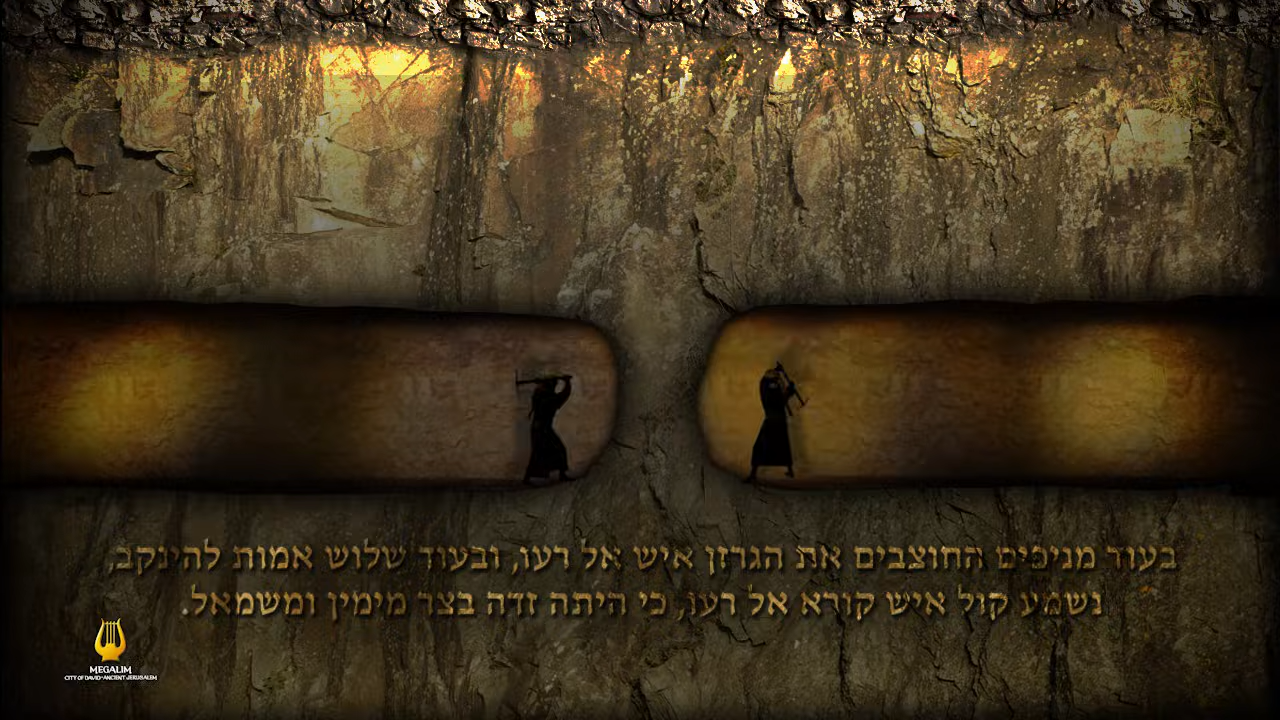 בעוד מניפים החוצבים את הגרזן איש אל רעו, ובעוד שלוש אמות להינקב,
נשמע קול איש קורא אל רעו, כי היתה זדה בצר מימין ומשמאל.
MEGALIM
CITY OF DAVID-ANCIENT JERUSALEM